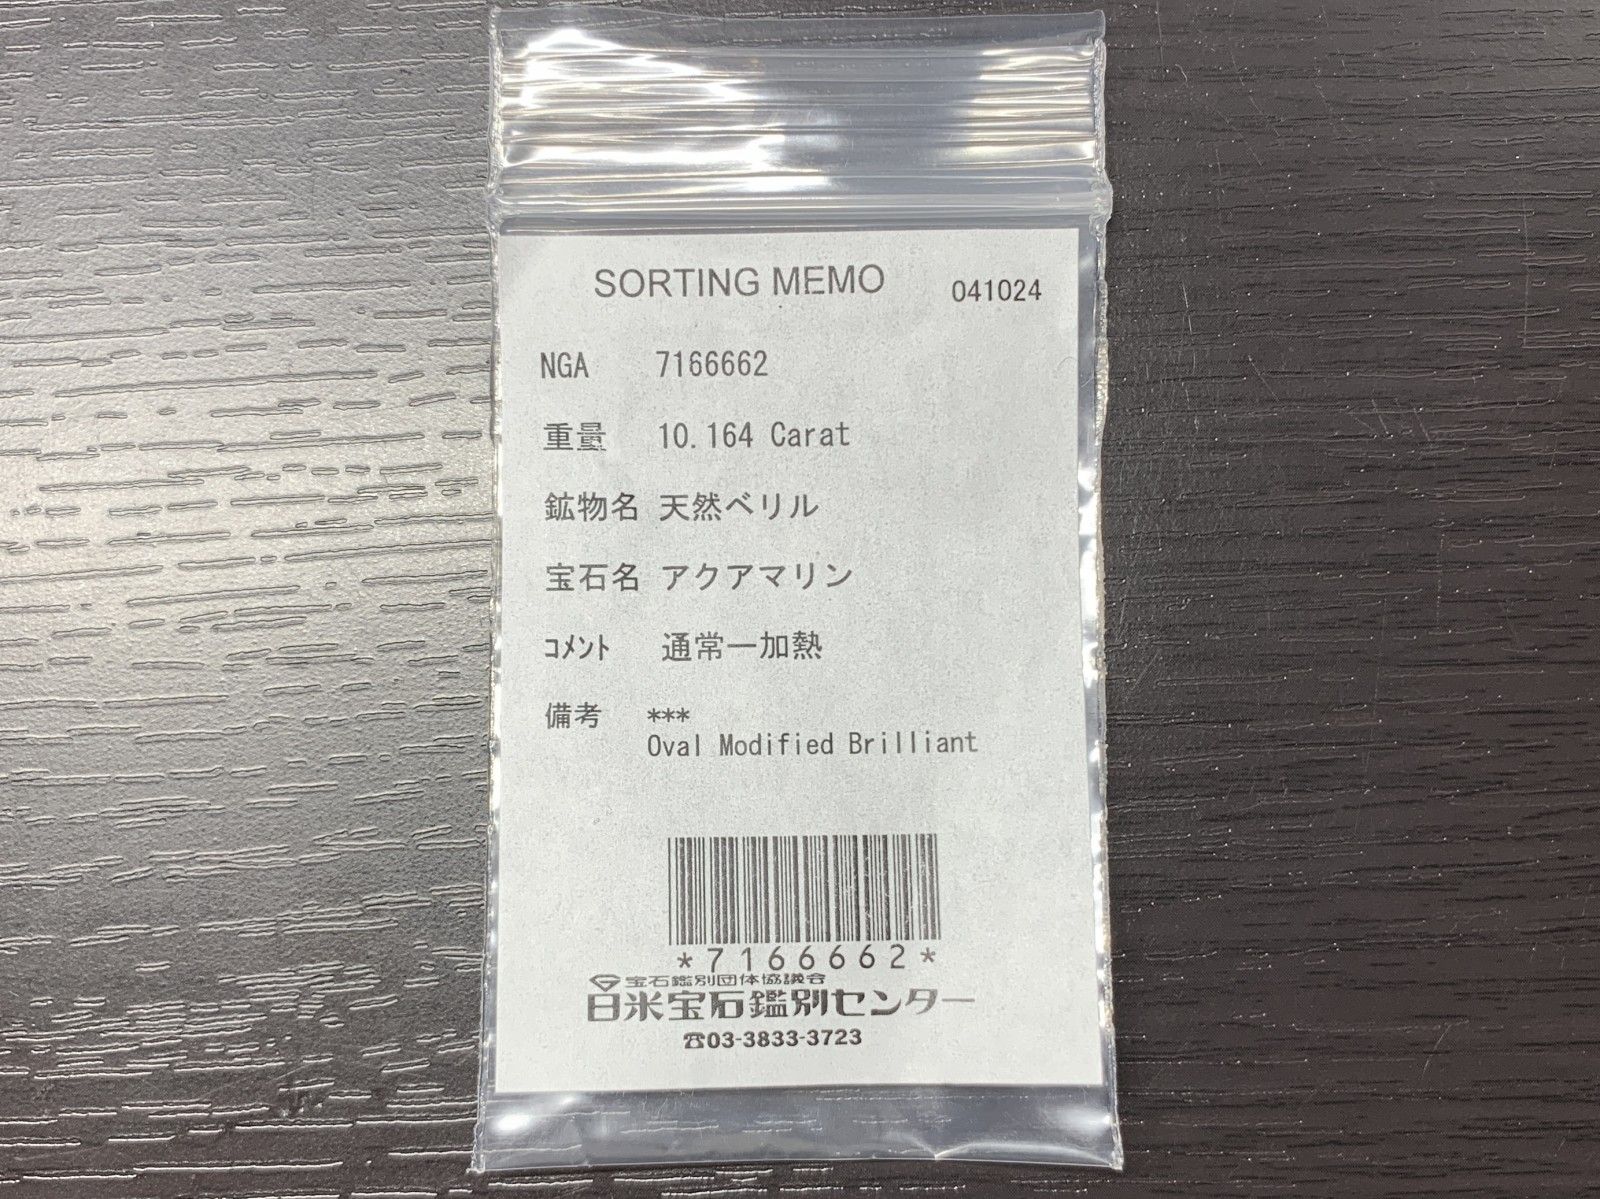 SORTING MEMO 041024
NGA 7166662
重量 10.164 Carat
鉱物名 天然ベリル
宝石名 アクアマリン
ｺﾒﾝﾄ 通常―加熱
備考 ***
Oval Modified Brilliant
*7166662*
宝石鑑別団体協議会
日米宝石鑑別センター
☎03-3833-3723